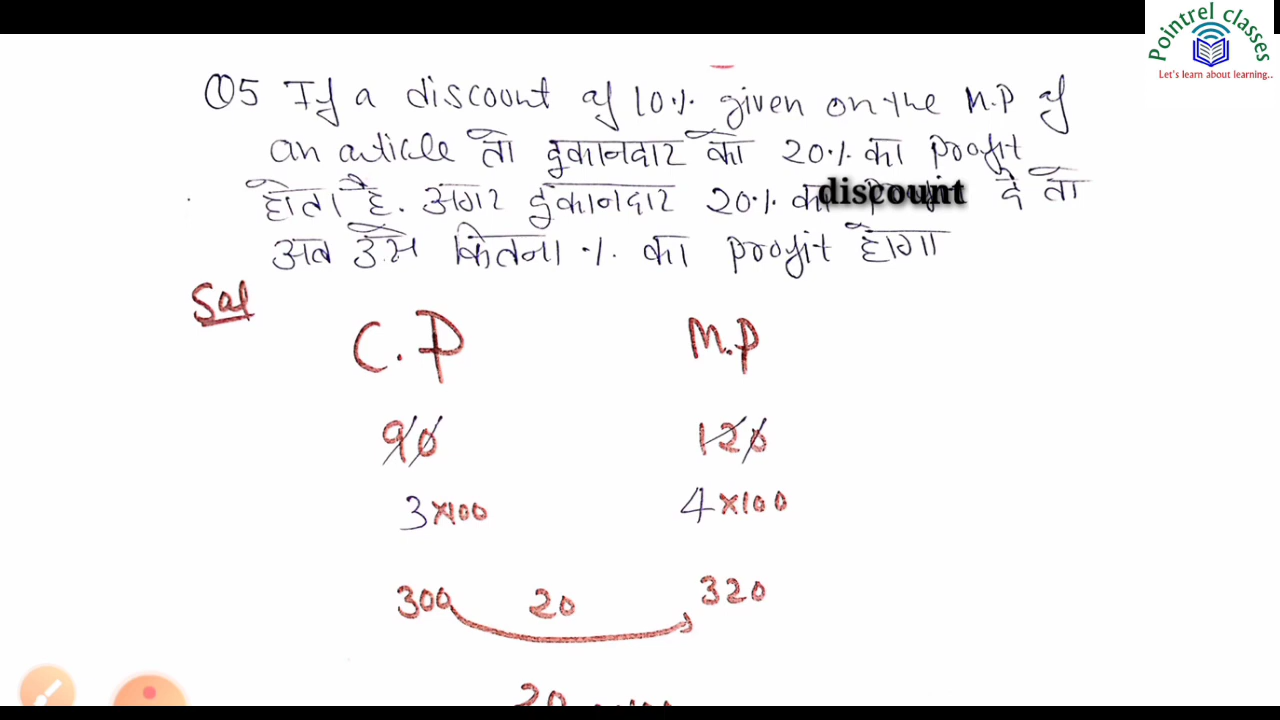 Pointrel classes
Let's learn about learning..
Q5 If a discount of 10% given on the M.P of
an article तो दुकानदार को 20% का profit
होता है. अगर दुकानदार 20% का discount दे तो
अब उसे कितना % का profit होगा
Sol
C.P M.P
90 120
3×100 4×100
300 20 320